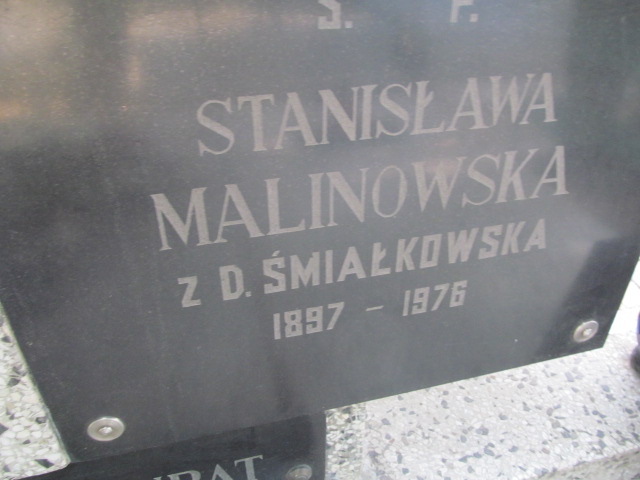 Ś. P.
STANISŁAWA
MALINOWSKA
Z D. ŚMIAŁKOWSKA
1897 – 1976